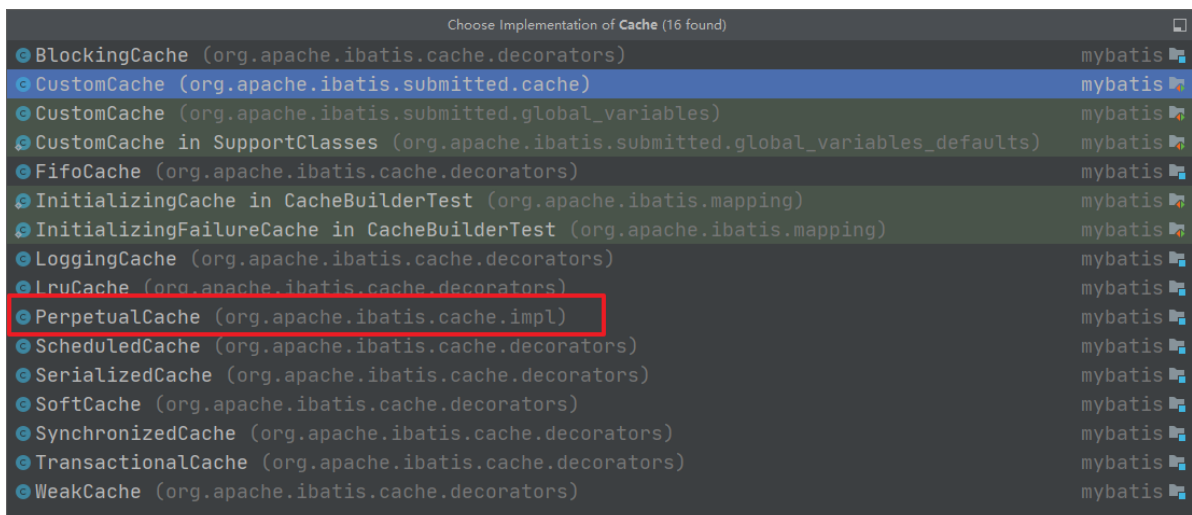 Choose Implementation of Cache (16 found)
BlockingCache (org.apache.ibatis.cache.decorators) mybatis
CustomCache (org.apache.ibatis.submitted.cache) mybatis
CustomCache (org.apache.ibatis.submitted.global_variables) mybatis
CustomCache in SupportClasses (org.apache.ibatis.submitted.global_variables_defaults) mybatis
FifoCache (org.apache.ibatis.cache.decorators) mybatis
InitializingCache in CacheBuilderTest (org.apache.ibatis.mapping) mybatis
InitializingFailureCache in CacheBuilderTest (org.apache.ibatis.mapping) mybatis
LoggingCache (org.apache.ibatis.cache.decorators) mybatis
LruCache (org.apache.ibatis.cache.decorators) mybatis
PerpetualCache (org.apache.ibatis.cache.impl) mybatis
ScheduledCache (org.apache.ibatis.cache.decorators) mybatis
SerializedCache (org.apache.ibatis.cache.decorators) mybatis
SoftCache (org.apache.ibatis.cache.decorators) mybatis
SynchronizedCache (org.apache.ibatis.cache.decorators) mybatis
TransactionalCache (org.apache.ibatis.cache.decorators) mybatis
WeakCache (org.apache.ibatis.cache.decorators) mybatis